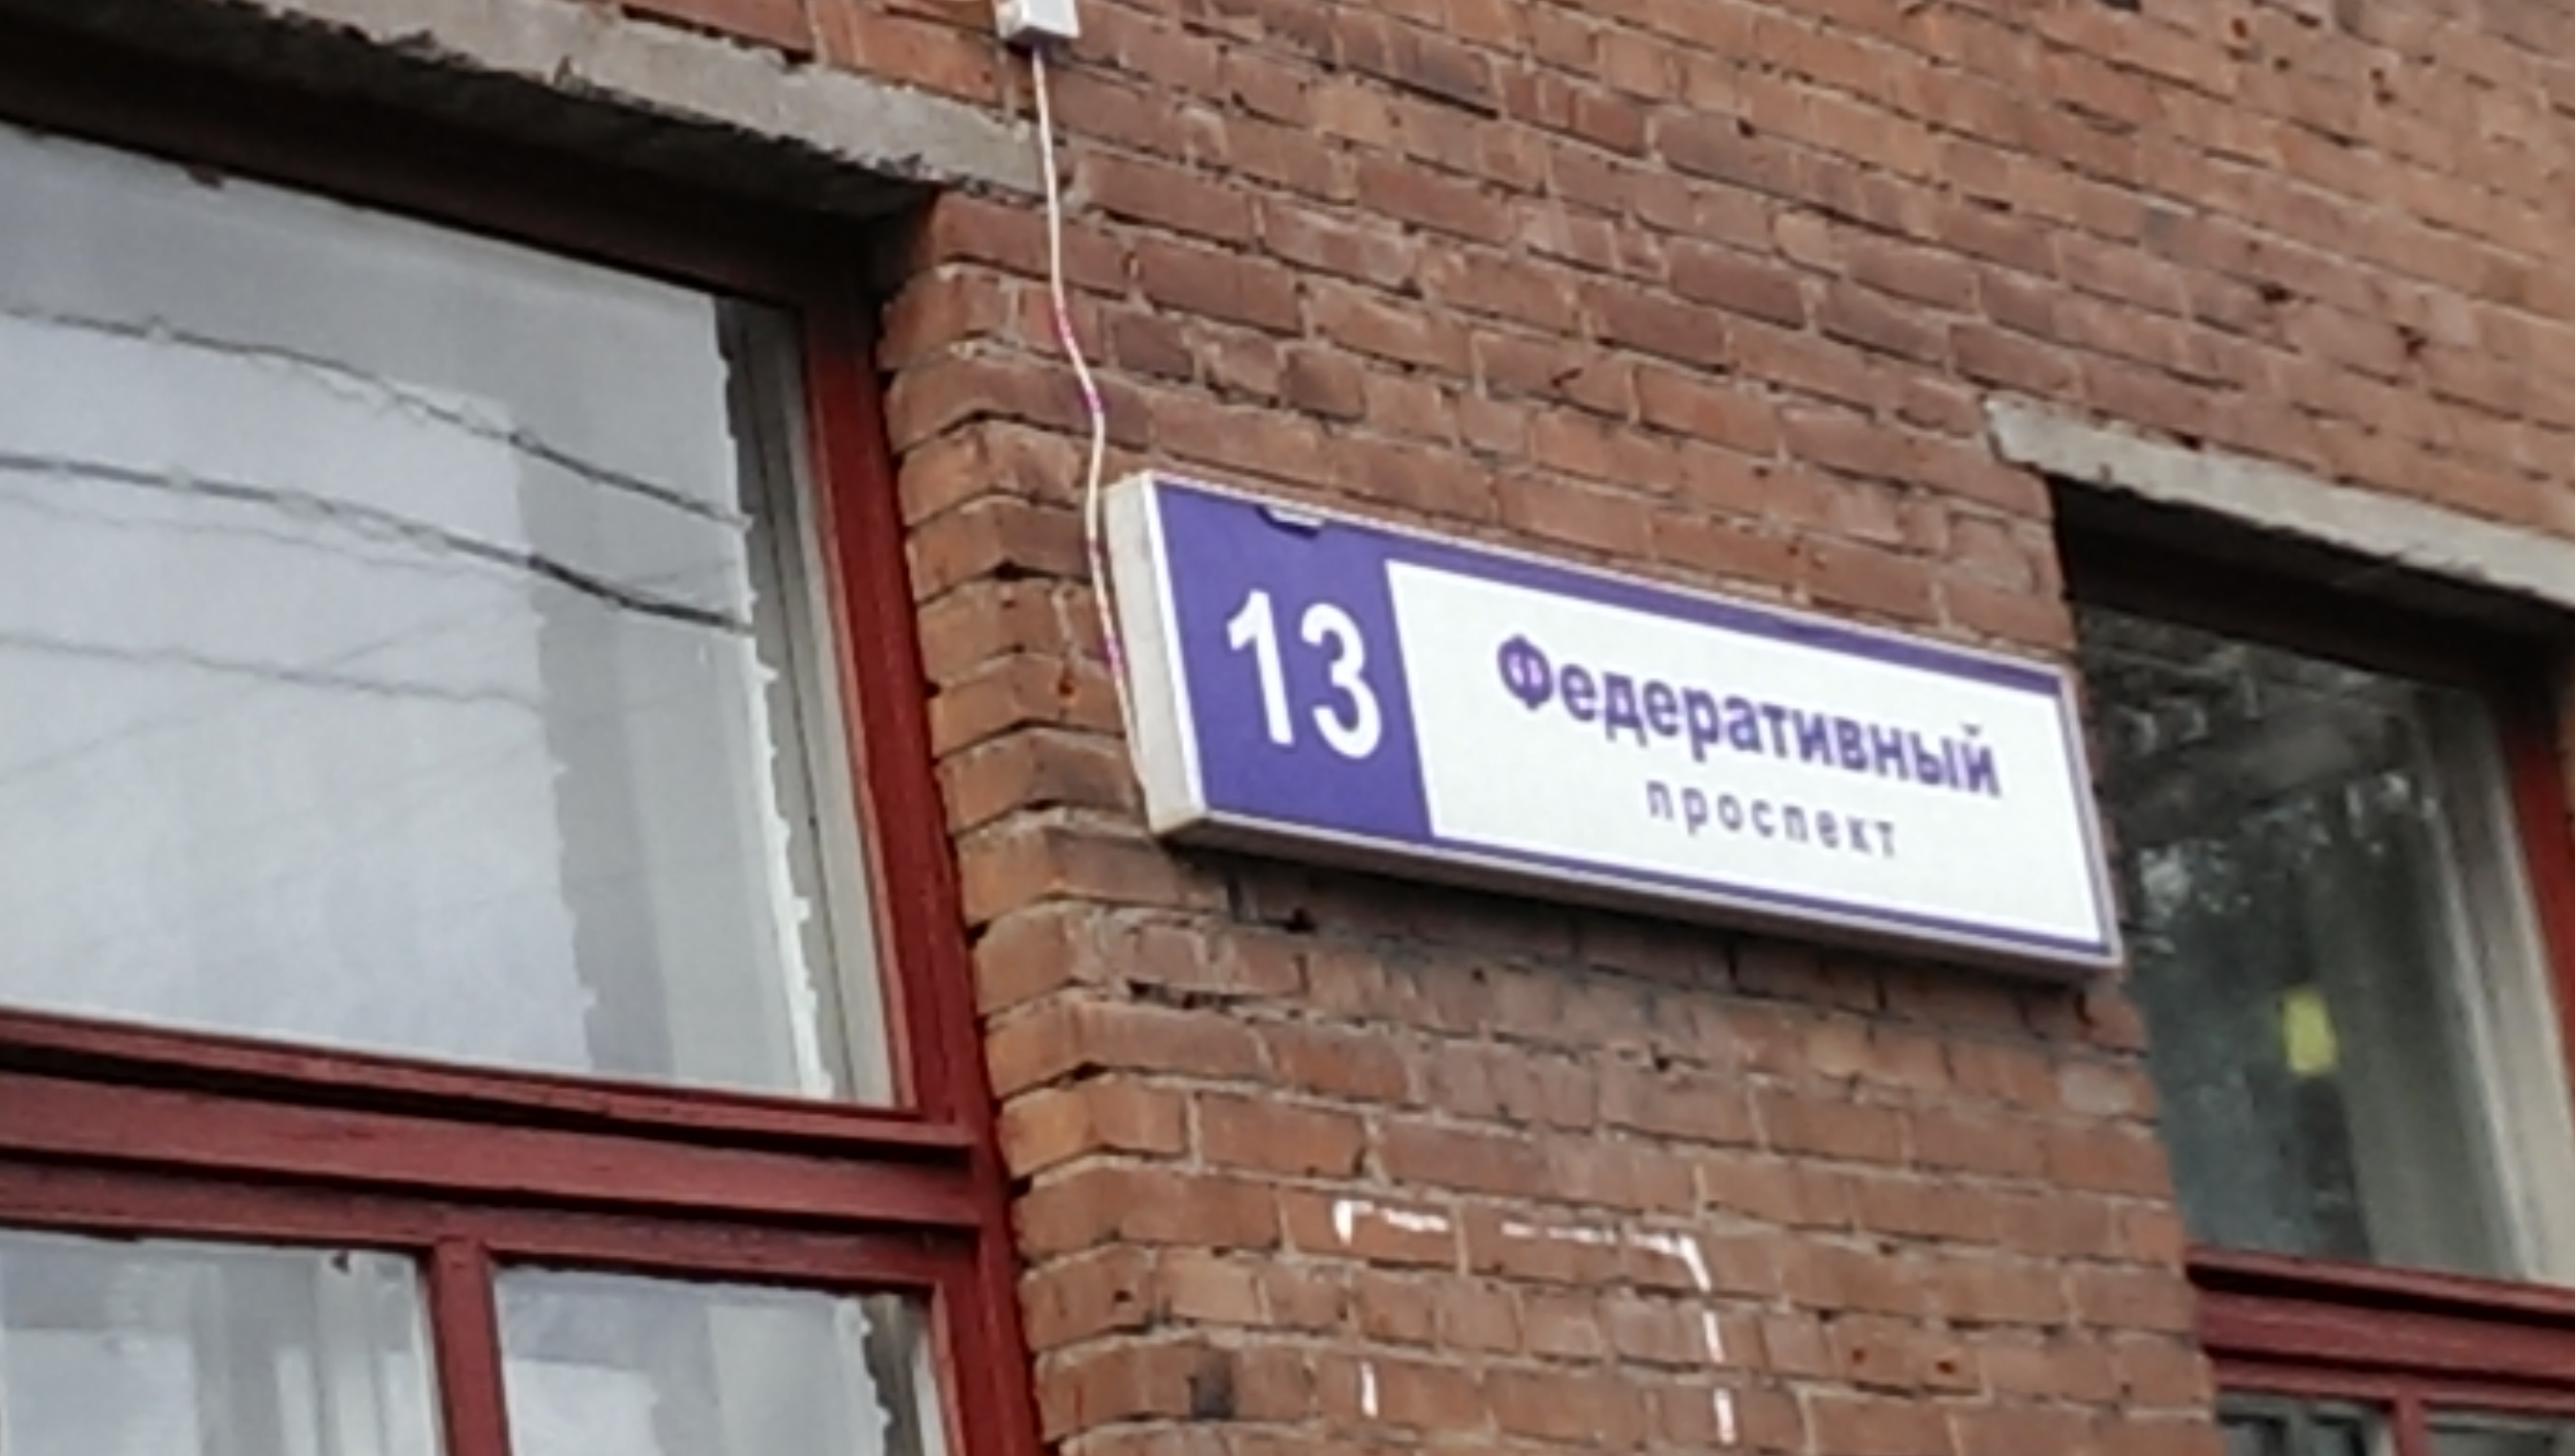 13
Федеративный
проспект